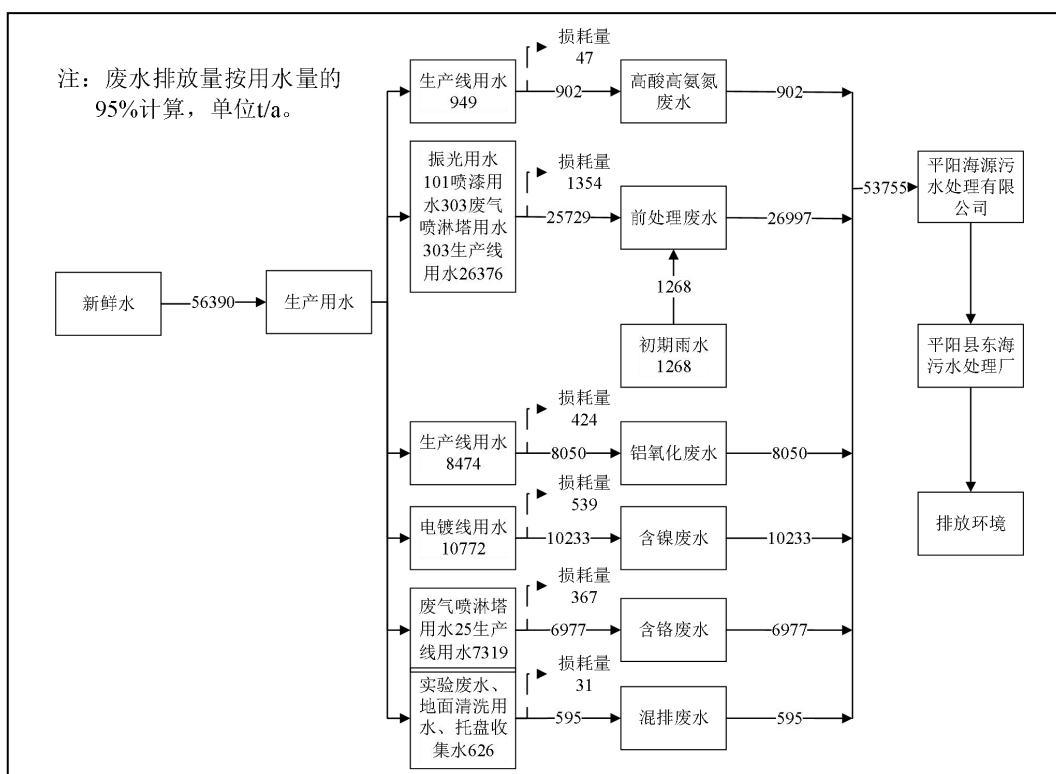 注：废水排放量按用水量的
95%计算，单位t/a。
新鲜水
56390
生产用水
生产线用水
949
损耗量
47
902
高酸高氨氮
废水
902
振光用水
101喷漆用
水303废气
喷淋塔用水
303生产线
用水26376
损耗量
1354
25729
前处理废水
26997
1268
初期雨水
1268
生产线用水
8474
损耗量
424
8050
铝氧化废水
8050
电镀线用水
10772
损耗量
539
10233
含镍废水
10233
废气喷淋塔
用水25生产
线用水7319
损耗量
367
6977
含铬废水
6977
实验废水、
地面清洗用
水、托盘收
集水626
损耗量
31
595
混排废水
595
53755
平阳海源污
水处理有限
公司
平阳县东海
污水处理厂
排放环境